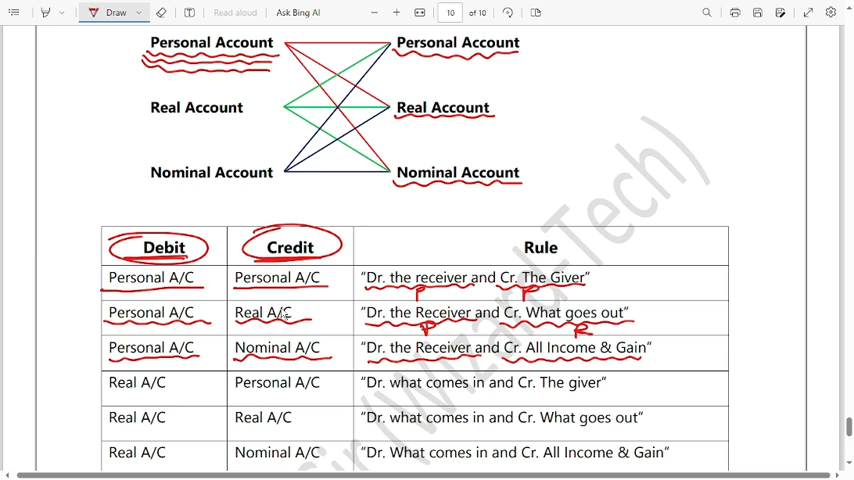 Draw
Read aloud
Ask Bing AI
10 of 10
Personal Account Personal Account
Real Account Real Account
Nominal Account Nominal Account
Debit Credit Rule
Personal A/C Personal A/C “Dr. the receiver and Cr. The Giver”
P P
Personal A/C Real A/C “Dr. the Receiver and Cr. What goes out”
P R
Personal A/C Nominal A/C “Dr. the Receiver and Cr. All Income & Gain”
Real A/C Personal A/C “Dr. what comes in and Cr. The giver”
Real A/C Real A/C “Dr. what comes in and Cr. What goes out”
Real A/C Nominal A/C “Dr. What comes in and Cr. All Income & Gain”
Sir (Wizard-Tech)